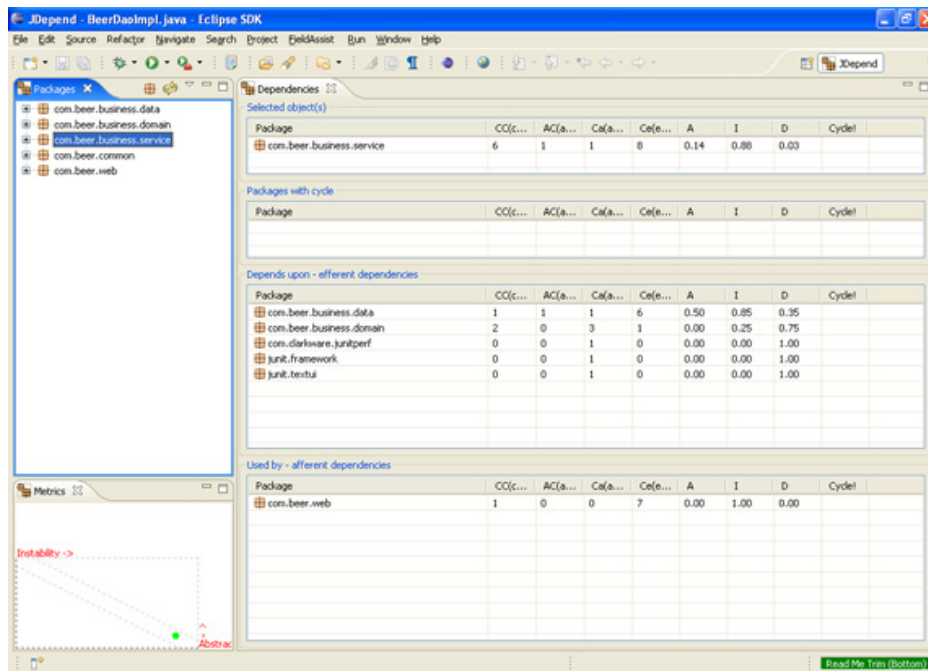 JDepend - BeerDaoImpl.java - Eclipse SDK
File Edit Source Refactor Navigate Search Project FieldAssist Run Window Help
JDepend
Packages
com.beer.business.data
com.beer.business.domain
com.beer.business.service
com.beer.common
com.beer.web
Dependencies
Selected object(s)
Package CC(c... AC(a... Ca(a... Ce(e... A I D Cycle!
com.beer.business.service 6 1 1 8 0.14 0.88 0.03
Packages with cycle
Package CC(c... AC(a... Ca(a... Ce(e... A I D Cycle!
Depends upon - efferent dependencies
Package CC(c... AC(a... Ca(a... Ce(e... A I D Cycle!
com.beer.business.data 1 1 1 6 0.50 0.85 0.35
com.beer.business.domain 2 0 3 1 0.00 0.25 0.75
com.clarkware.junitperf 0 0 1 0 0.00 0.00 1.00
junit.framework 0 0 1 0 0.00 0.00 1.00
junit.textui 0 0 1 0 0.00 0.00 1.00
Used by - afferent dependencies
Package CC(c... AC(a... Ca(a... Ce(e... A I D Cycle!
com.beer.web 1 0 0 7 0.00 1.00 0.00
Metrics
Instability ->
Abstrac
Read Me Trim (Bottom)